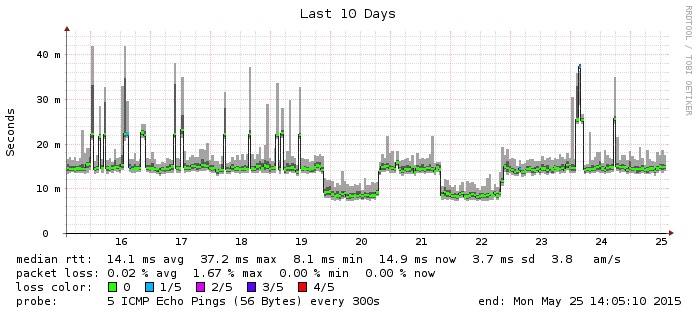 Last 10 Days
RRDTOOL / TOBI OETIKER
Seconds
40 m
30 m
20 m
10 m
0
16 17 18 19 20 21 22 23 24 25
median rtt: 14.1 ms avg 37.2 ms max 8.1 ms min 14.9 ms now 3.7 ms sd 3.8 am/s
packet loss: 0.02 % avg 1.67 % max 0.00 % min 0.00 % now
loss color: 0 1/5 2/5 3/5 4/5
probe: 5 ICMP Echo Pings (56 Bytes) every 300s end: Mon May 25 14:05:10 2015